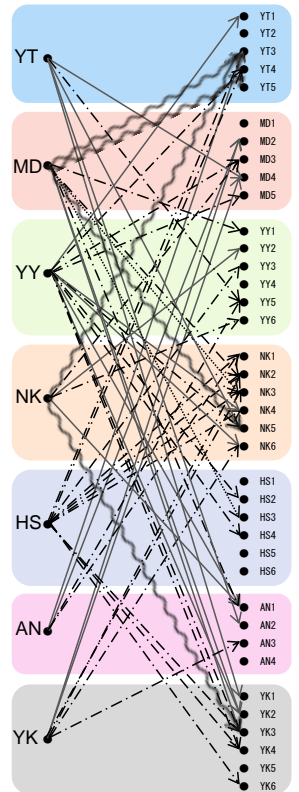 YT
YT1
YT2
YT3
YT4
YT5
MD
MD1
MD2
MD3
MD4
MD5
YY
YY1
YY2
YY3
YY4
YY5
YY6
NK
NK1
NK2
NK3
NK4
NK5
NK6
HS
HS1
HS2
HS3
HS4
HS5
HS6
AN
AN1
AN2
AN3
AN4
YK
YK1
YK2
YK3
YK4
YK5
YK6